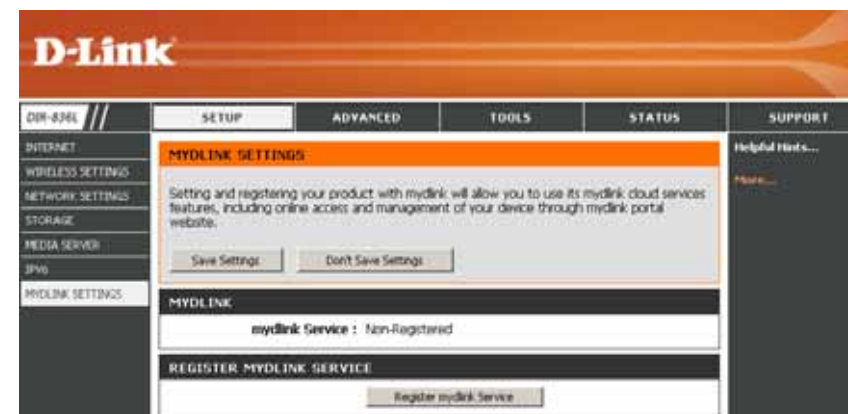 D-Link
DIR-836L
SETUP
ADVANCED
TOOLS
STATUS
SUPPORT
INTERNET
WIRELESS SETTINGS
NETWORK SETTINGS
STORAGE
MEDIA SERVER
IPV6
MYDLINK SETTINGS
MYDLINK SETTINGS
Setting and registering your product with mydlink will allow you to use its mydlink cloud services
features, including online access and management of your device through mydlink portal
website.
Save Settings
Don't Save Settings
MYDLINK
mydlink Service : Non-Registered
REGISTER MYDLINK SERVICE
Register mydlink Service
Helpful Hints...
More...